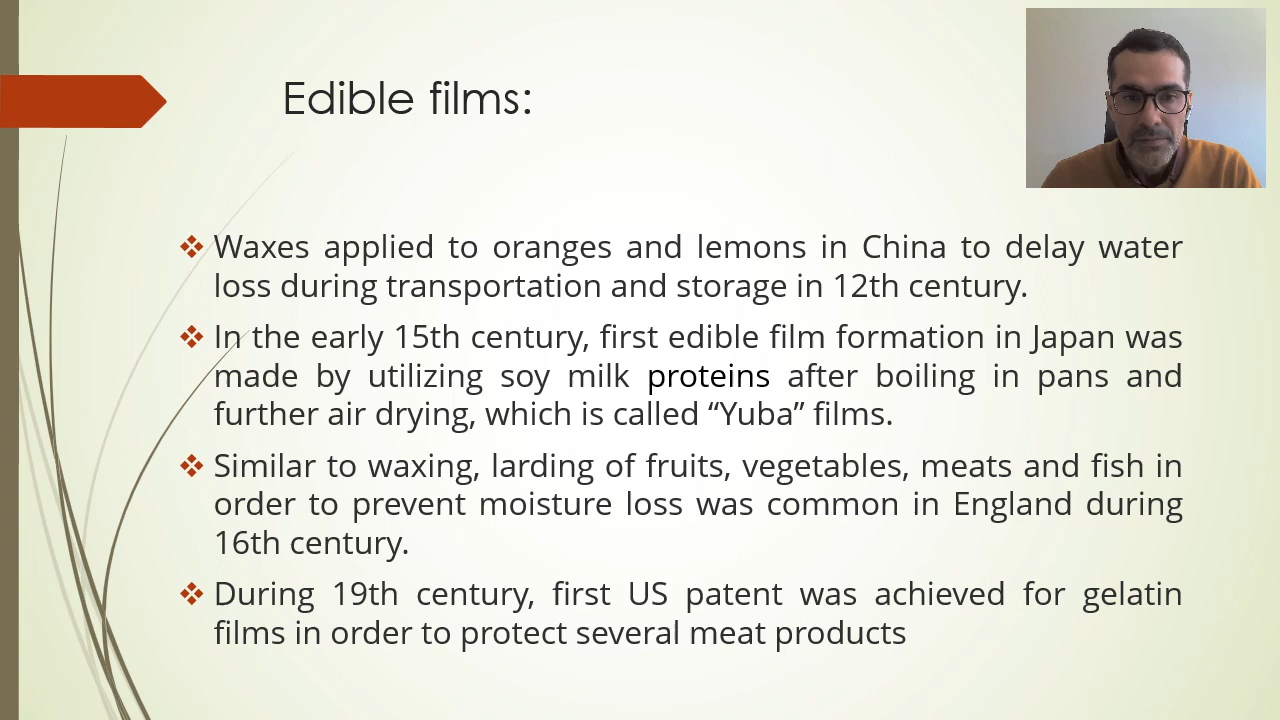 Edible films:
Waxes applied to oranges and lemons in China to delay water
loss during transportation and storage in 12th century.
In the early 15th century, first edible film formation in Japan was
made by utilizing soy milk proteins after boiling in pans and
further air drying, which is called “Yuba” films.
Similar to waxing, larding of fruits, vegetables, meats and fish in
order to prevent moisture loss was common in England during
16th century.
During 19th century, first US patent was achieved for gelatin
films in order to protect several meat products